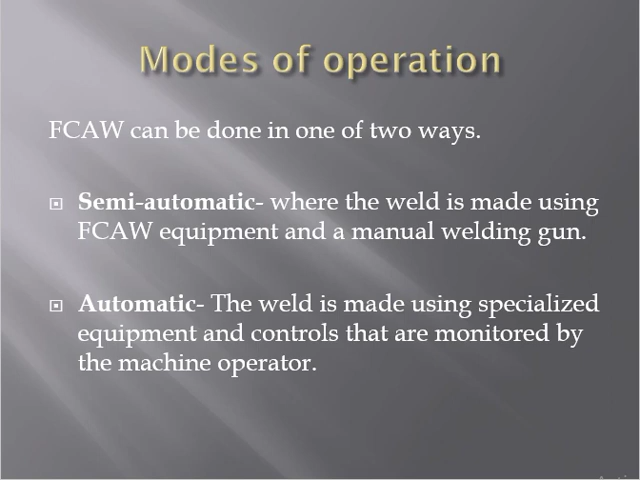 Modes of operation
FCAW can be done in one of two ways.
Semi-automatic- where the weld is made using
FCAW equipment and a manual welding gun.
Automatic- The weld is made using specialized
equipment and controls that are monitored by
the machine operator.